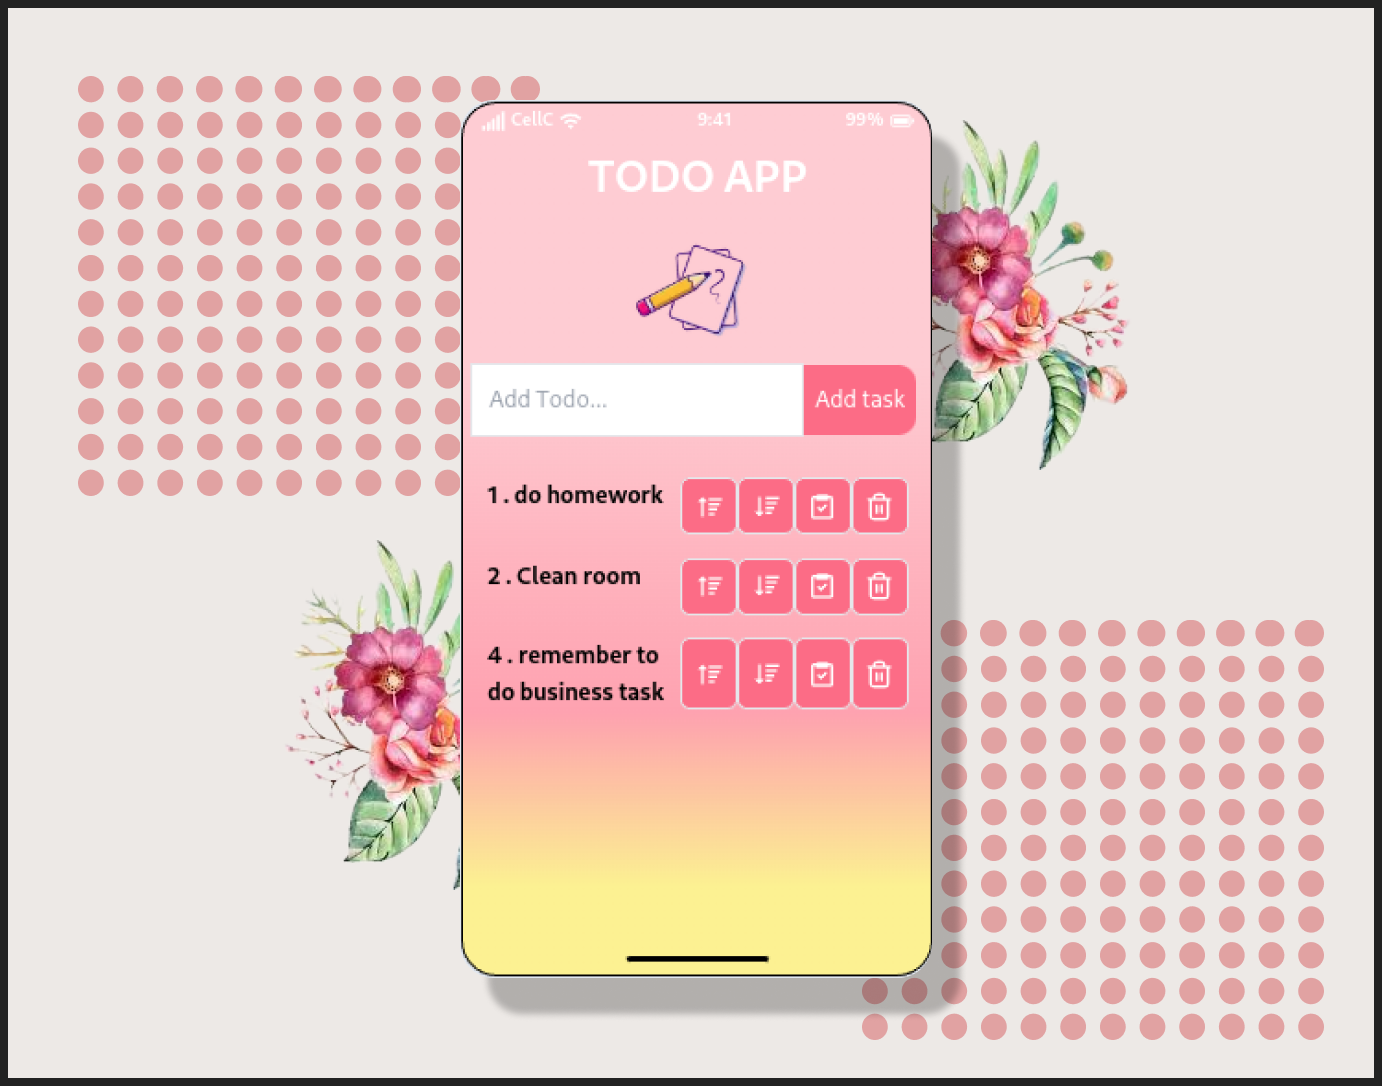 CellC 9:41 99%
TODO APP
Add Todo... Add task
1 . do homework
2 . Clean room
4 . remember to
do business task